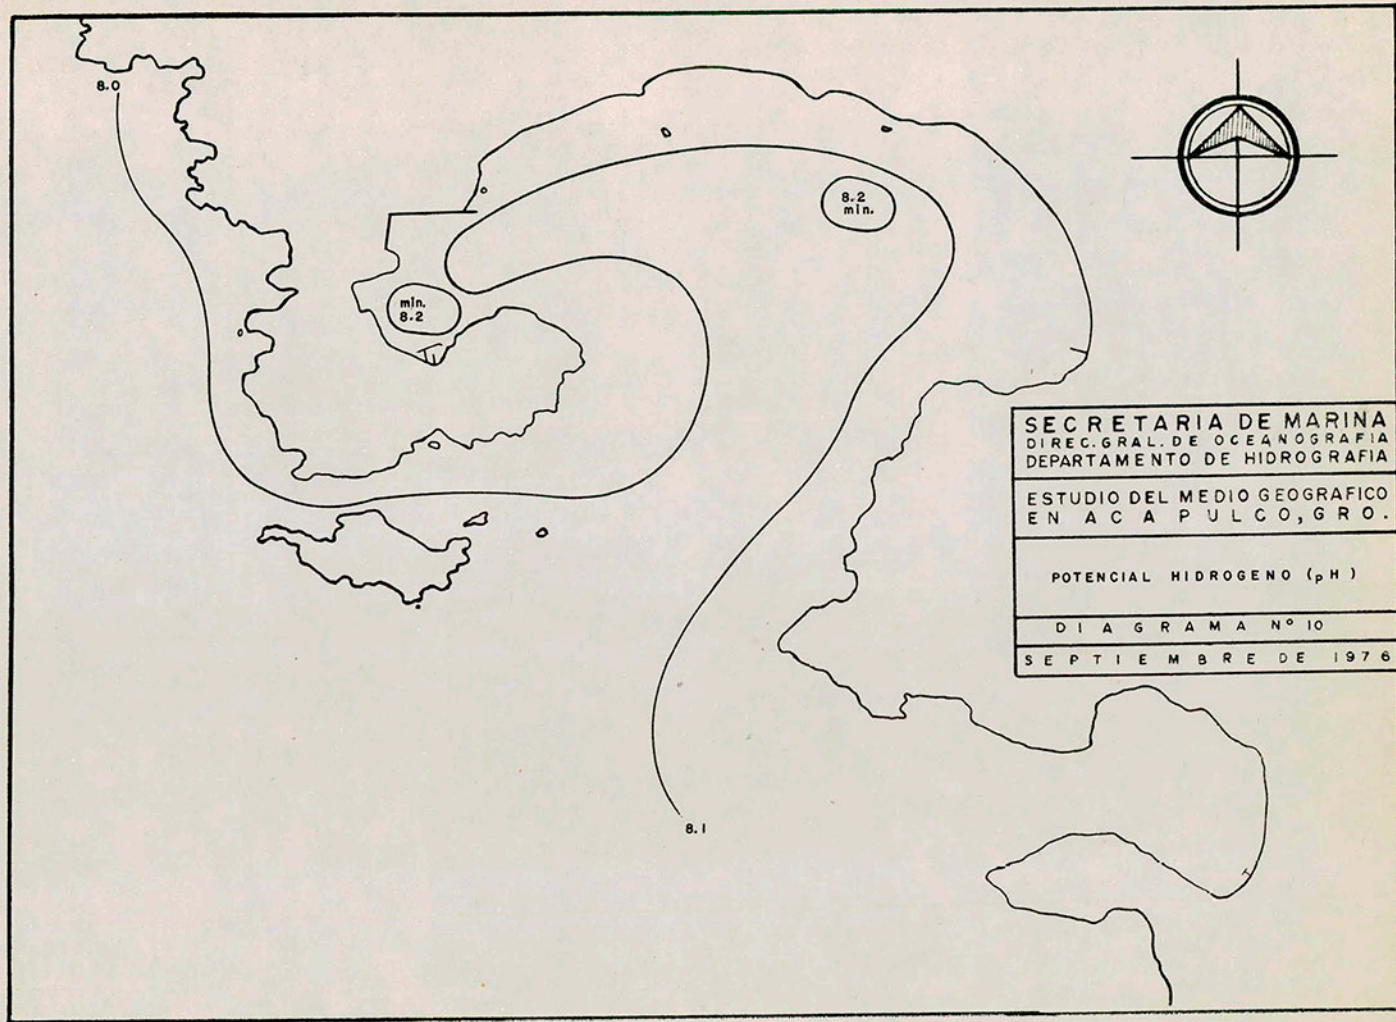 8.0
8.2
min.
min.
8.2
8.1
SECRETARIA DE MARINA
DIREC. GRAL. DE OCEANOGRAFIA
DEPARTAMENTO DE HIDROGRAFIA
ESTUDIO DEL MEDIO GEOGRAFICO
EN ACAPULCO, GRO.
POTENCIAL HIDROGENO (pH)
DIAGRAMA Nº 10
SEPTIEMBRE DE 1976